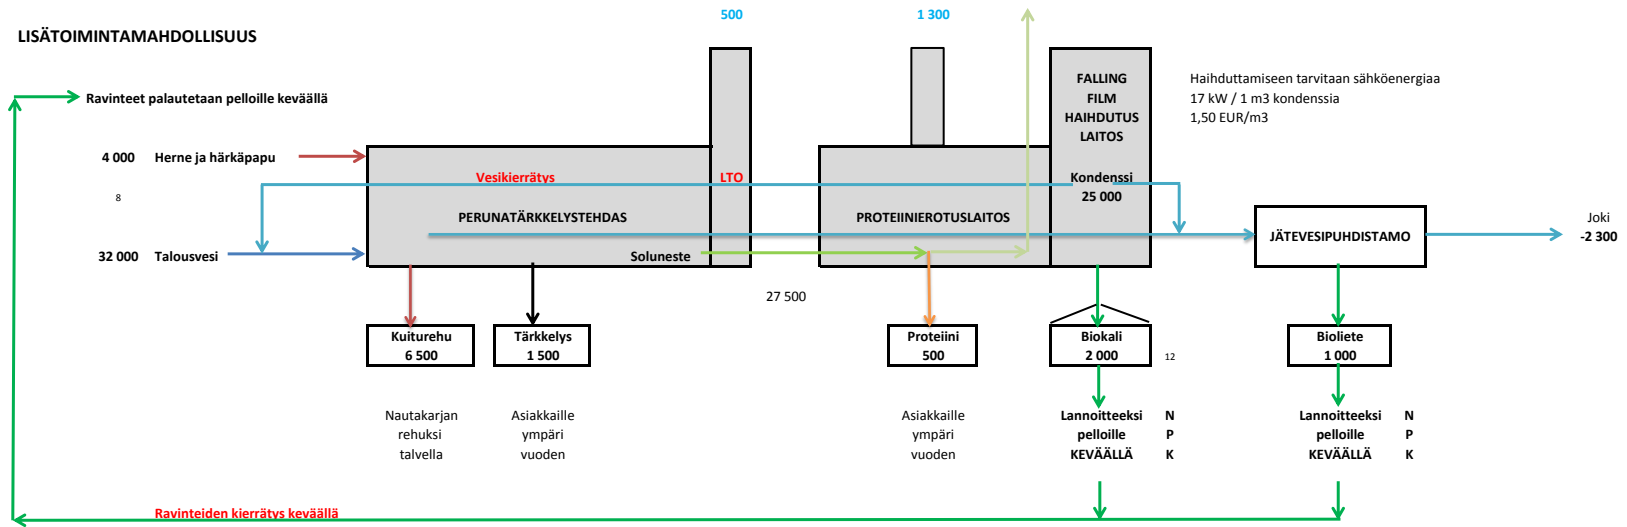 500
1 300
LISÄTOIMINTAMAHDOLLISUUS
FALLING
FILM
HAIHDUTUS
LAITOS
Haihduttamiseen tarvitaan sähköenergiaa
17 kW / 1 m3 kondenssia
1,50 EUR/m3
Ravinteet palautetaan pelloille keväällä
4 000 Herne ja härkäpapu
Vesikierrätys
LTO
Kondenssi
25 000
8
PERUNATÄRKKELYSTEHDAS
PROTEIINIEROTUSLAITOS
JÄTEVESIPUHDISTAMO
Joki
-2 300
32 000 Talousvesi
Soluneste
27 500
Kuiturehu
6 500
Tärkkelys
1 500
Proteiini
500
Biokali
2 000
12
Bioliete
1 000
Nautakarjan
rehuksi
talvella
Asiakkaille
ympäri
vuoden
Asiakkaille
ympäri
vuoden
Lannoitteeksi N
pelloille P
KEVÄÄLLÄ K
Lannoitteeksi N
pelloille P
KEVÄÄLLÄ K
Ravinteiden kierrätys keväällä